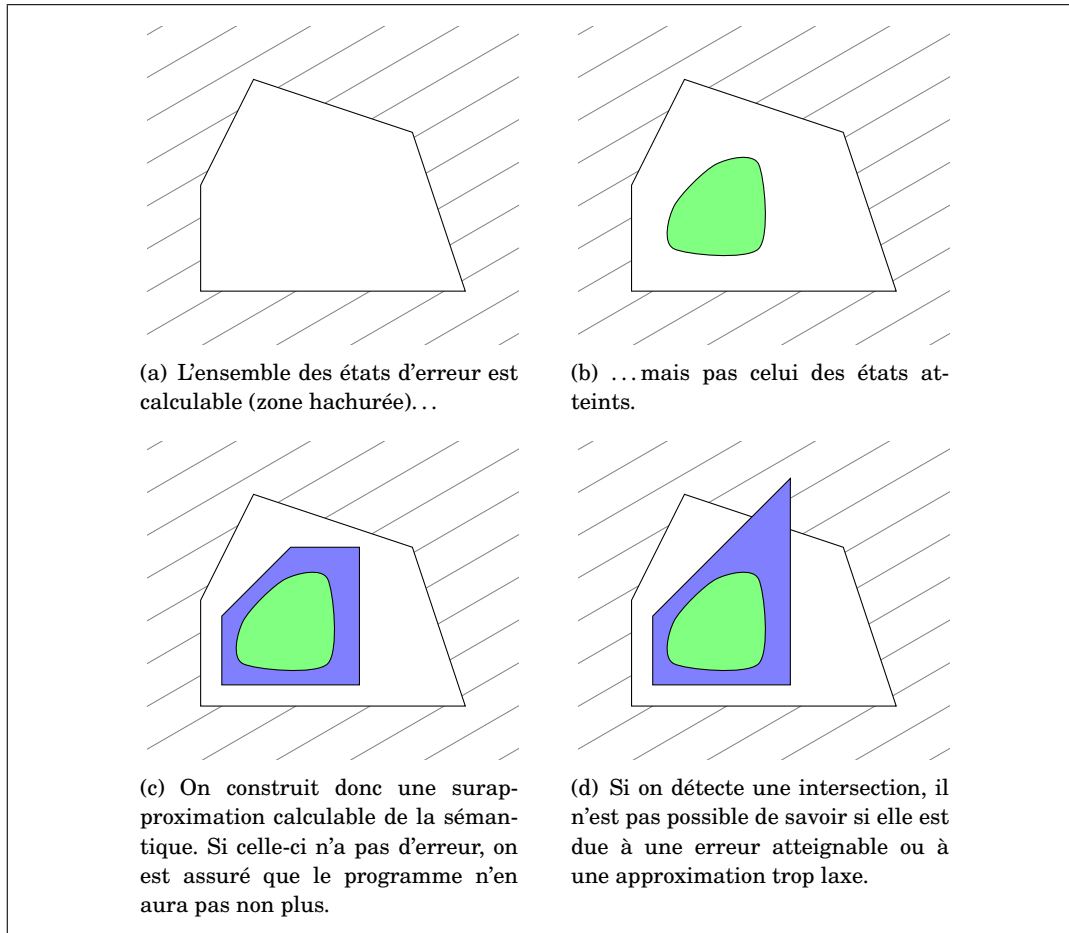 (a) L'ensemble des états d'erreur est
calculable (zone hachurée)...
(b) ...mais pas celui des états at-
teints.
(c) On construit donc une surap-
proximation calculable de la séman-
tique. Si celle-ci n'a pas d'erreur, on
est assuré que le programme n'en
aura pas non plus.
(d) Si on détecte une intersection, il
n'est pas possible de savoir si elle est
due à une erreur atteignable ou à
une approximation trop laxe.